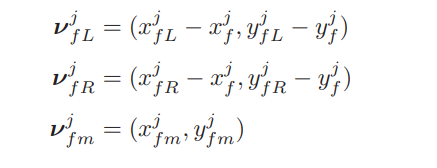 𝝂^j_{fL} = (x^j_{fL} − x^j_f, y^j_{fL} − y^j_f)
𝝂^j_{fR} = (x^j_{fR} − x^j_f, y^j_{fR} − y^j_f)
𝝂^j_{fm} = (x^j_{fm}, y^j_{fm})